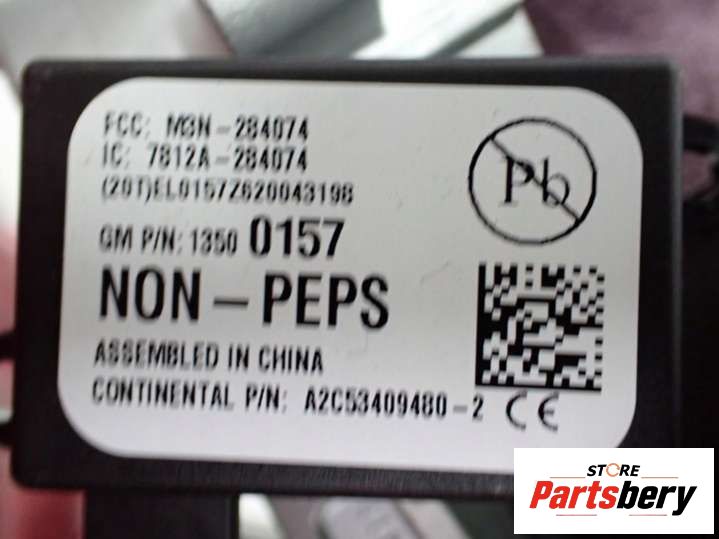 FCC: M3N-284074
IC: 7812A-284074
(20T)EL0157Z620043198
GM P/N: 1350 0157
NON-PEPS
ASSEMBLED IN CHINA
CONTINENTAL P/N: A2C53409480-2 CE
Pb
STORE
Partsbery